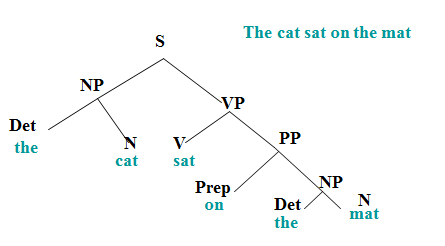 The cat sat on the mat
S
NP
VP
Det
the
N
cat
V
sat
PP
Prep
on
NP
Det
the
N
mat